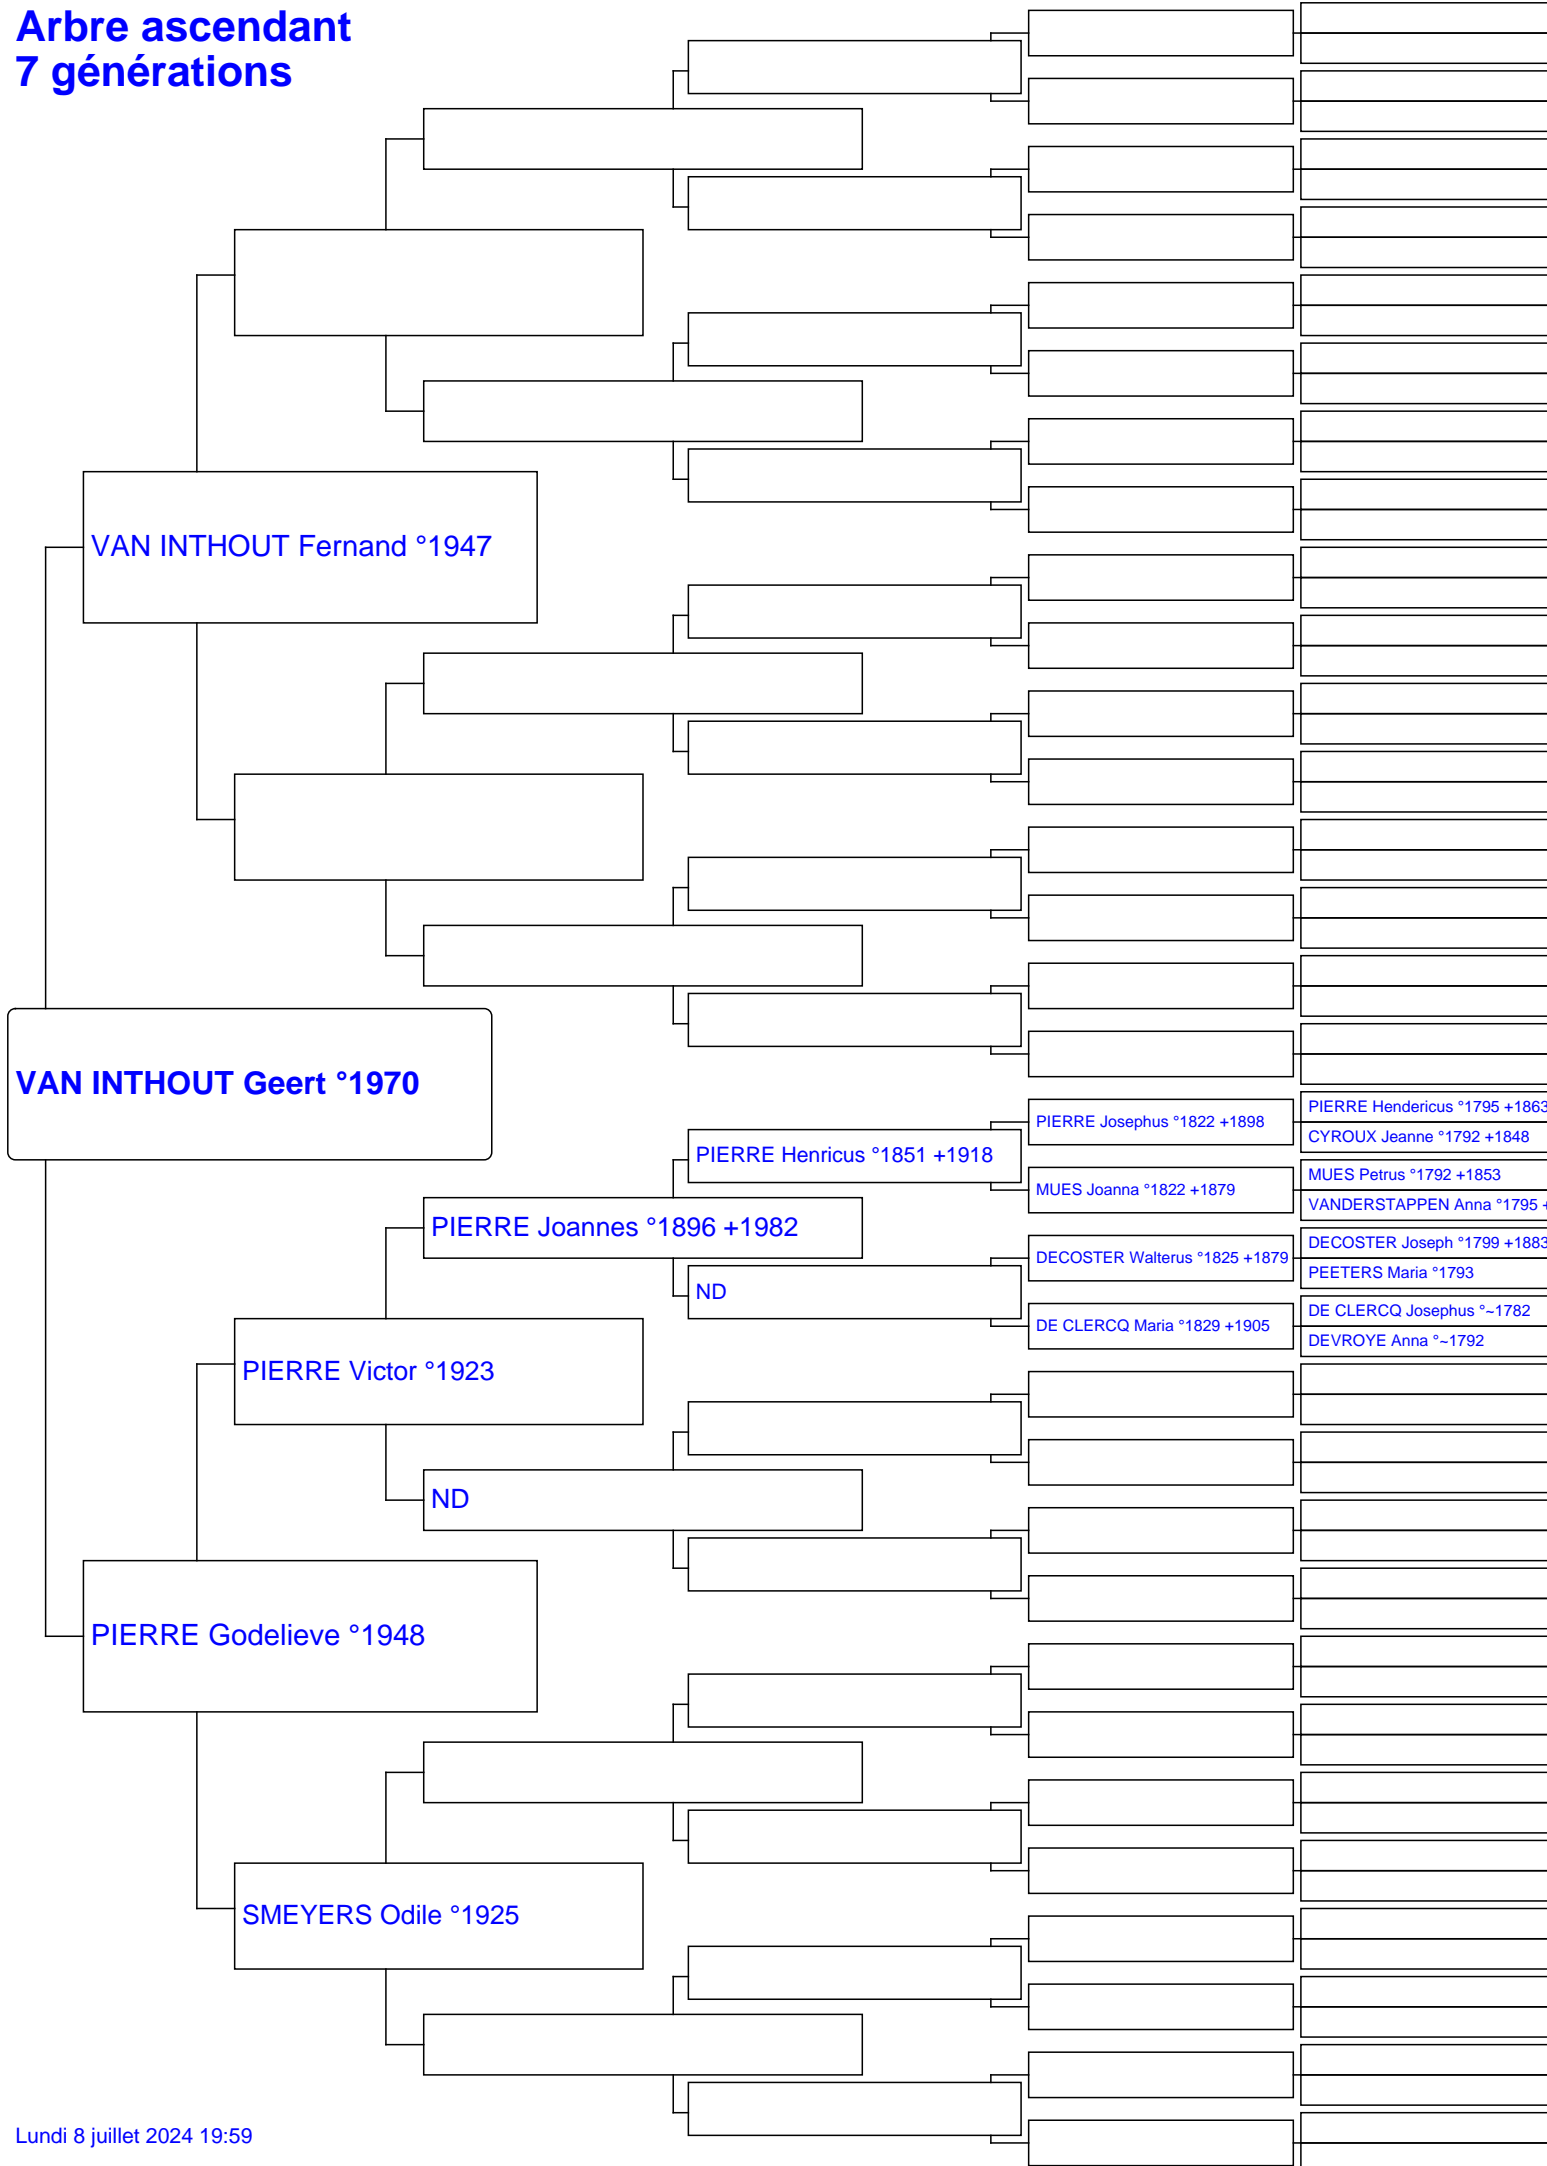 Arbre ascendant
7 générations
VAN INTHOUT Fernand °1947
VAN INTHOUT Geert °1970
PIERRE Josephus °1822 +1898
PIERRE Hendericus °1795 +1863
CYROUX Jeanne °1792 +1848
PIERRE Henricus °1851 +1918
MUES Joanna °1822 +1879
MUES Petrus °1792 +1853
VANDERSTAPPEN Anna °1795 +
PIERRE Joannes °1896 +1982
DECOSTER Walterus °1825 +1879
DECOSTER Joseph °1799 +1883
PEETERS Maria °1793
ND
DE CLERCQ Maria °1829 +1905
DE CLERCQ Josephus °~1782
DEVROYE Anna °~1792
PIERRE Victor °1923
ND
PIERRE Godelieve °1948
SMEYERS Odile °1925
Lundi 8 juillet 2024 19:59